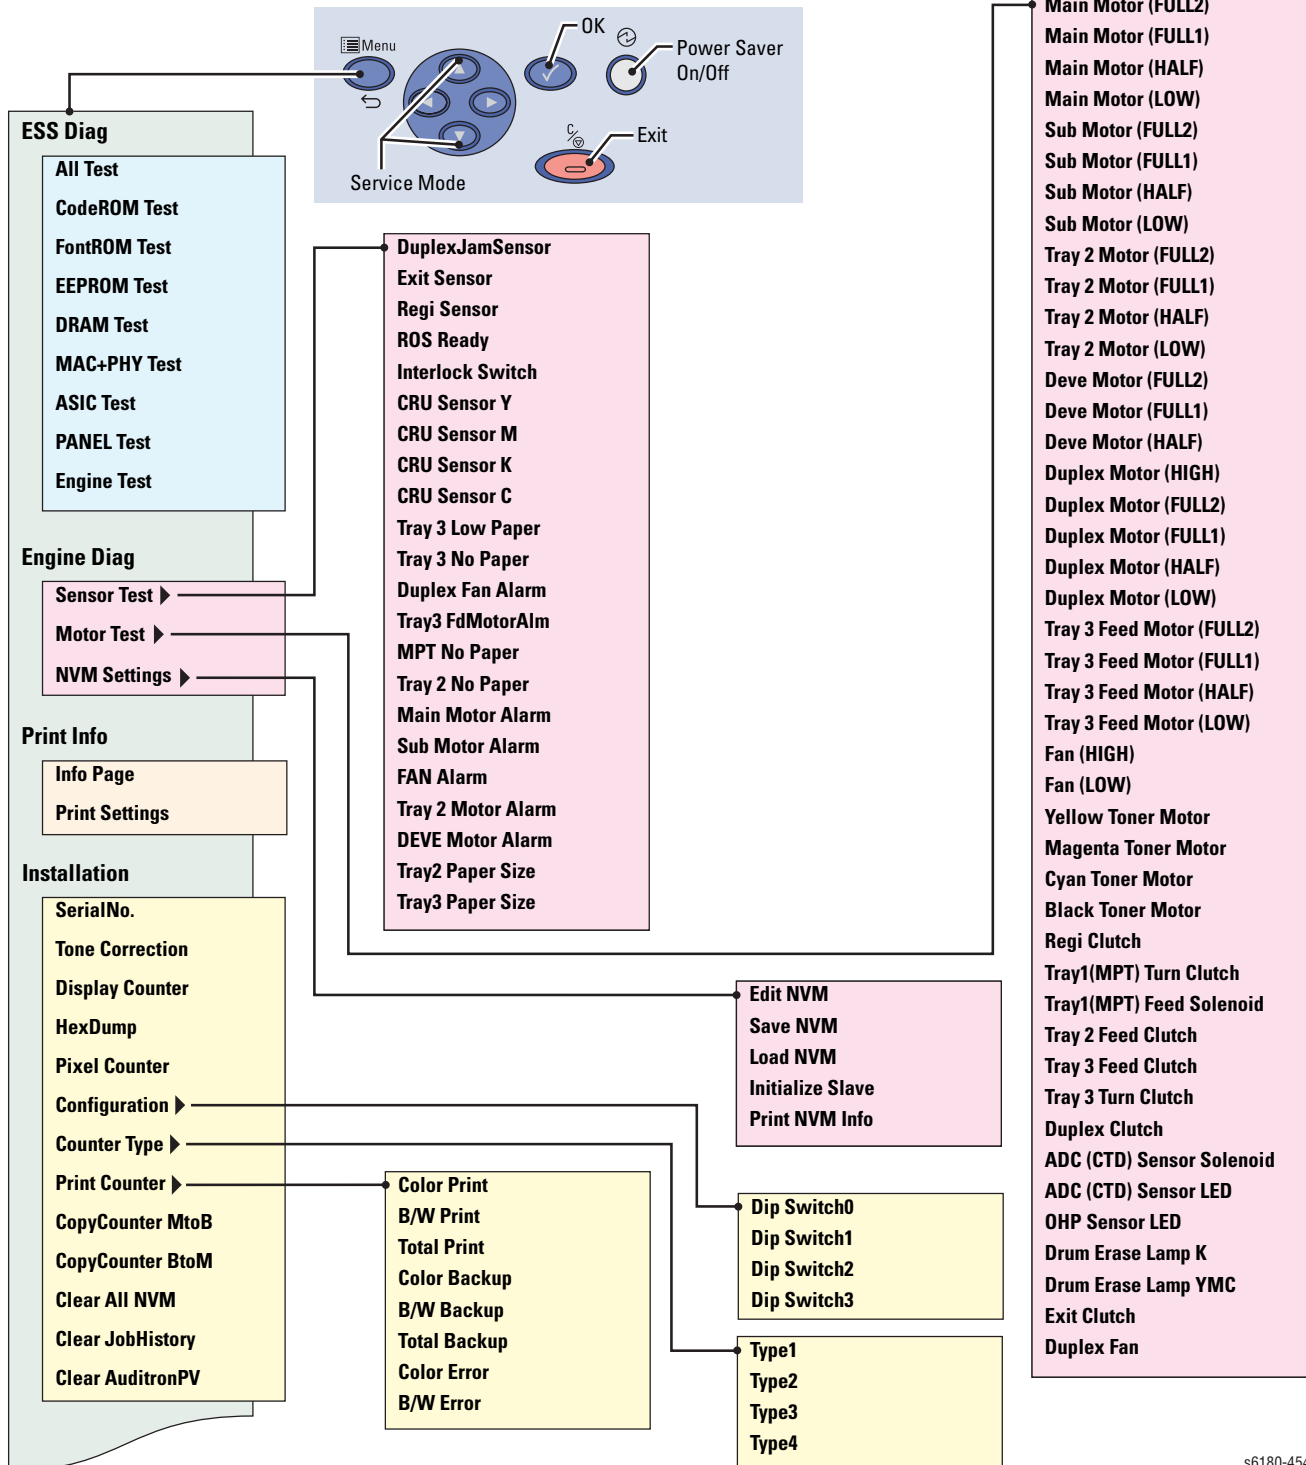 Menu
OK
Power Saver
On/Off
Exit
Service Mode
ESS Diag
All Test
CodeROM Test
FontROM Test
EEPROM Test
DRAM Test
MAC+PHY Test
ASIC Test
PANEL Test
Engine Test
Engine Diag
Sensor Test
Motor Test
NVM Settings
Print Info
Info Page
Print Settings
Installation
SerialNo.
Tone Correction
Display Counter
HexDump
Pixel Counter
Configuration
Counter Type
Print Counter
CopyCounter MtoB
CopyCounter BtoM
Clear All NVM
Clear JobHistory
Clear AuditronPV
DuplexJamSensor
Exit Sensor
Regi Sensor
ROS Ready
Interlock Switch
CRU Sensor Y
CRU Sensor M
CRU Sensor K
CRU Sensor C
Tray 3 Low Paper
Tray 3 No Paper
Duplex Fan Alarm
Tray3 FdMotorAlm
MPT No Paper
Tray 2 No Paper
Main Motor Alarm
Sub Motor Alarm
FAN Alarm
Tray 2 Motor Alarm
DEVE Motor Alarm
Tray2 Paper Size
Tray3 Paper Size
Color Print
B/W Print
Total Print
Color Backup
B/W Backup
Total Backup
Color Error
B/W Error
Edit NVM
Save NVM
Load NVM
Initialize Slave
Print NVM Info
Dip Switch0
Dip Switch1
Dip Switch2
Dip Switch3
Type1
Type2
Type3
Type4
Main Motor (FULL2)
Main Motor (FULL1)
Main Motor (HALF)
Main Motor (LOW)
Sub Motor (FULL2)
Sub Motor (FULL1)
Sub Motor (HALF)
Sub Motor (LOW)
Tray 2 Motor (FULL2)
Tray 2 Motor (FULL1)
Tray 2 Motor (HALF)
Tray 2 Motor (LOW)
Deve Motor (FULL2)
Deve Motor (FULL1)
Deve Motor (HALF)
Duplex Motor (HIGH)
Duplex Motor (FULL2)
Duplex Motor (FULL1)
Duplex Motor (HALF)
Duplex Motor (LOW)
Tray 3 Feed Motor (FULL2)
Tray 3 Feed Motor (FULL1)
Tray 3 Feed Motor (HALF)
Tray 3 Feed Motor (LOW)
Fan (HIGH)
Fan (LOW)
Yellow Toner Motor
Magenta Toner Motor
Cyan Toner Motor
Black Toner Motor
Regi Clutch
Tray1(MPT) Turn Clutch
Tray1(MPT) Feed Solenoid
Tray 2 Feed Clutch
Tray 3 Feed Clutch
Tray 3 Turn Clutch
Duplex Clutch
ADC (CTD) Sensor Solenoid
ADC (CTD) Sensor LED
OHP Sensor LED
Drum Erase Lamp K
Drum Erase Lamp YMC
Exit Clutch
Duplex Fan
s6180-454